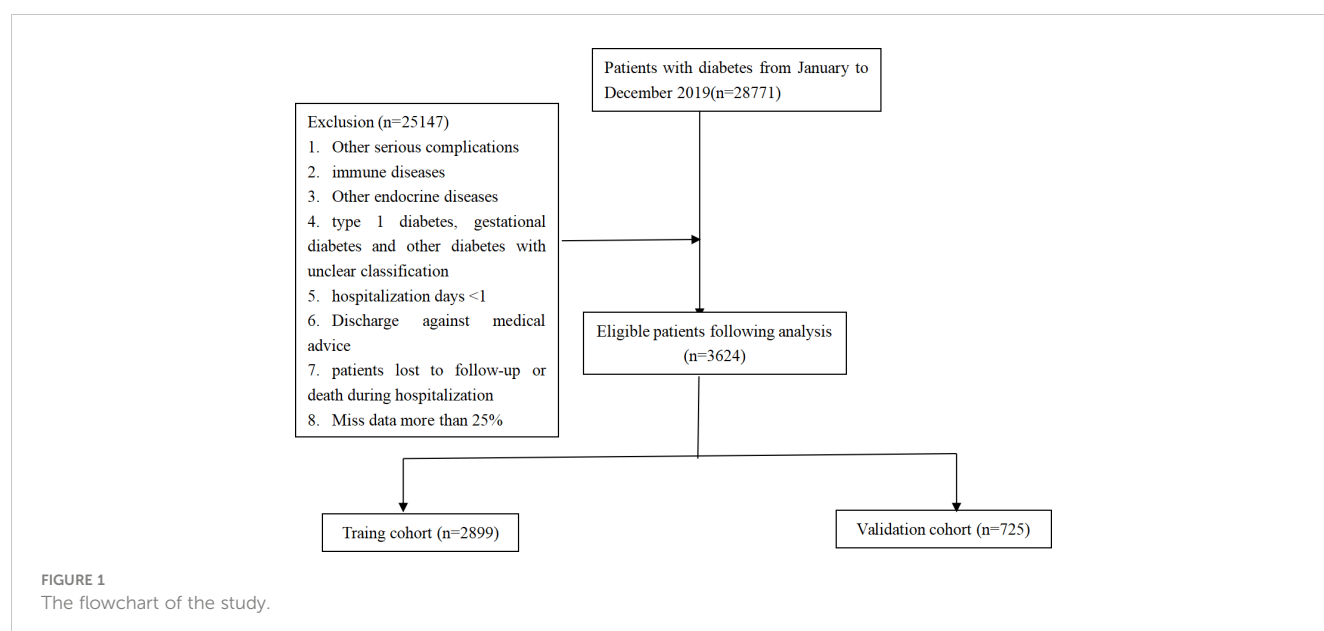 Patients with diabetes from January to
December 2019(n=28771)
Exclusion (n=25147)
1. Other serious complications
2. immune diseases
3. Other endocrine diseases
4. type 1 diabetes, gestational
diabetes and other diabetes with
unclear classification
5. hospitalization days <1
6. Discharge against medical
advice
7. patients lost to follow-up or
death during hospitalization
8. Miss data more than 25%
Eligible patients following analysis
(n=3624)
Traing cohort (n=2899)
Validation cohort (n=725)
FIGURE 1
The flowchart of the study.